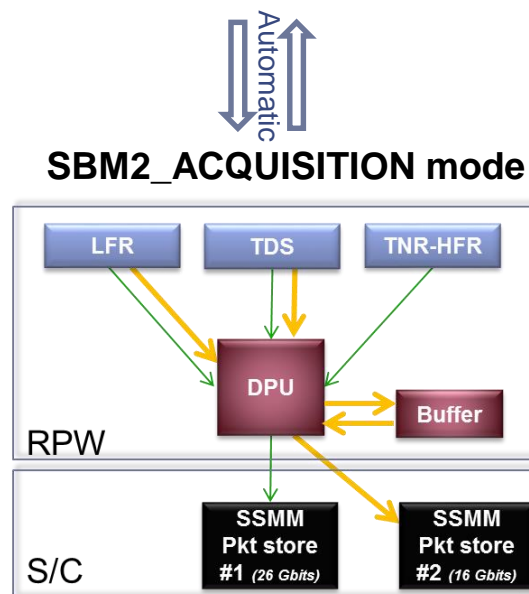 Automatic
SBM2_ACQUISITION mode
LFR
TDS
TNR-HFR
DPU
Buffer
RPW
SSMM
Pkt store
#1 (26 Gbits)
SSMM
Pkt store
#2 (16 Gbits)
S/C